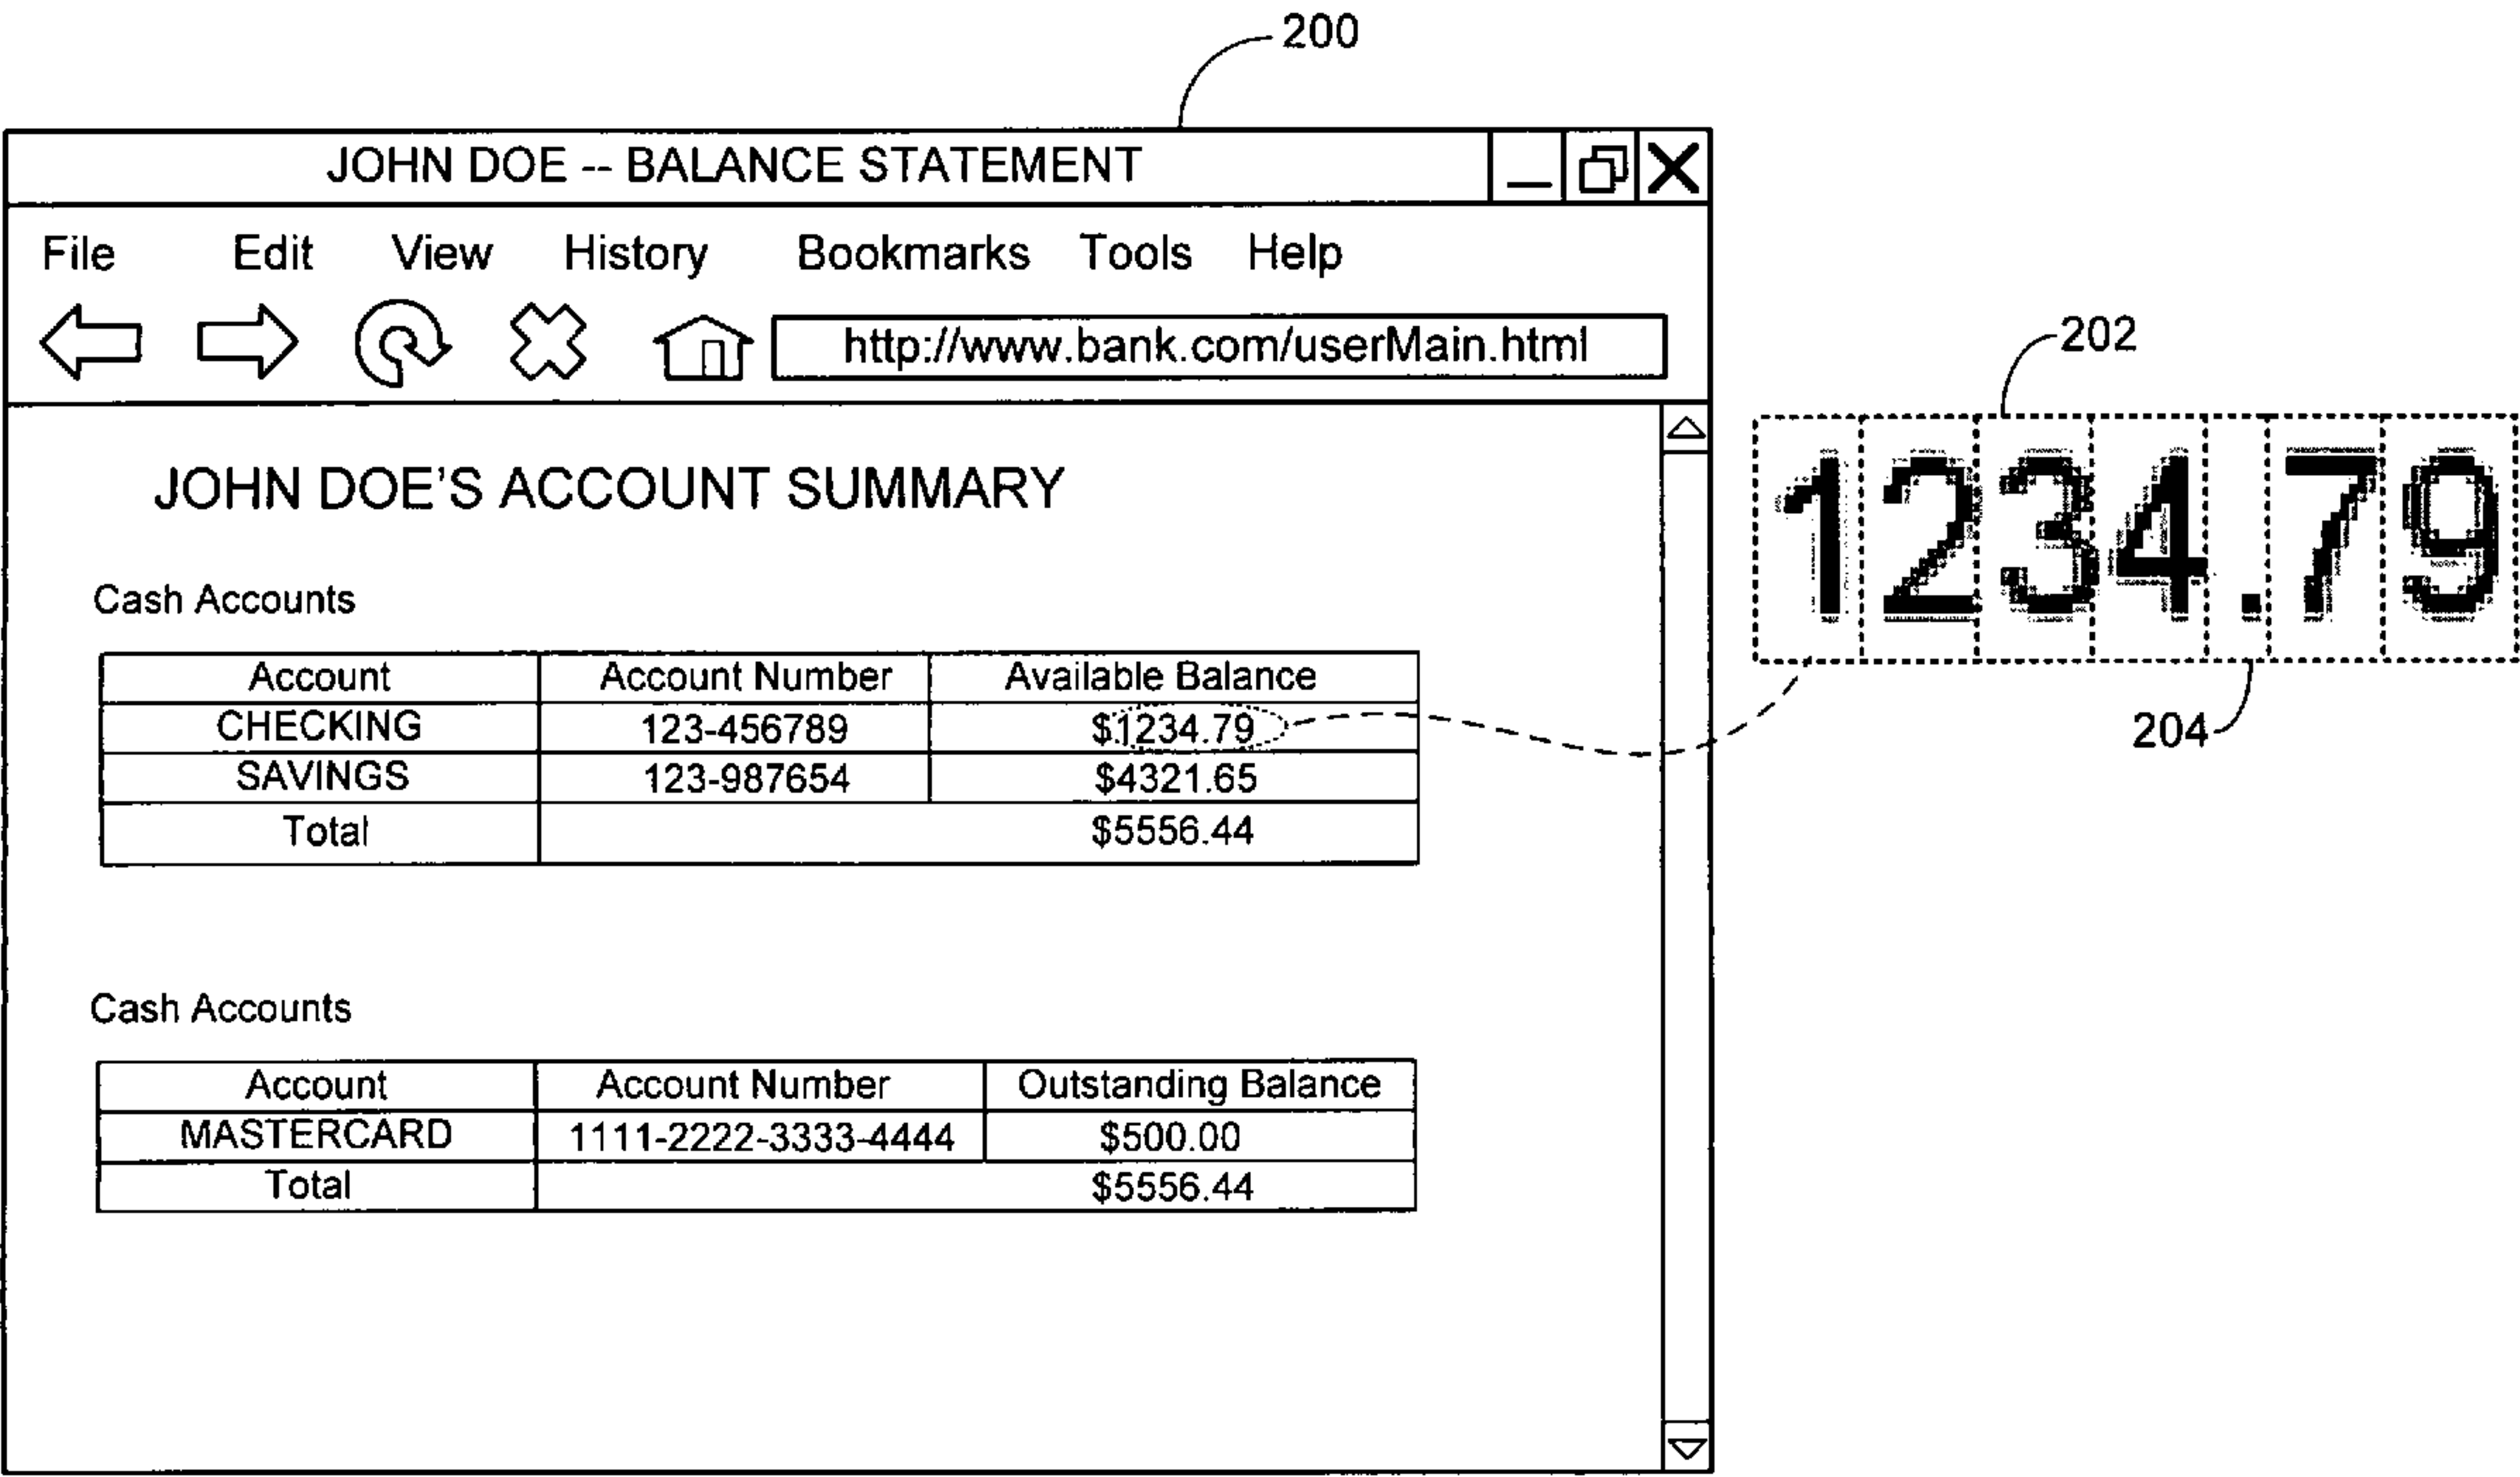 200
JOHN DOE -- BALANCE STATEMENT
File Edit View History Bookmarks Tools Help
http://www.bank.com/userMain.html
202
1234.79
204
JOHN DOE'S ACCOUNT SUMMARY
Cash Accounts
Account Account Number Available Balance
CHECKING 123-456789 $1234.79
SAVINGS 123-987654 $4321.65
Total $5556.44
Cash Accounts
Account Account Number Outstanding Balance
MASTERCARD 1111-2222-3333-4444 $500.00
Total $5556.44